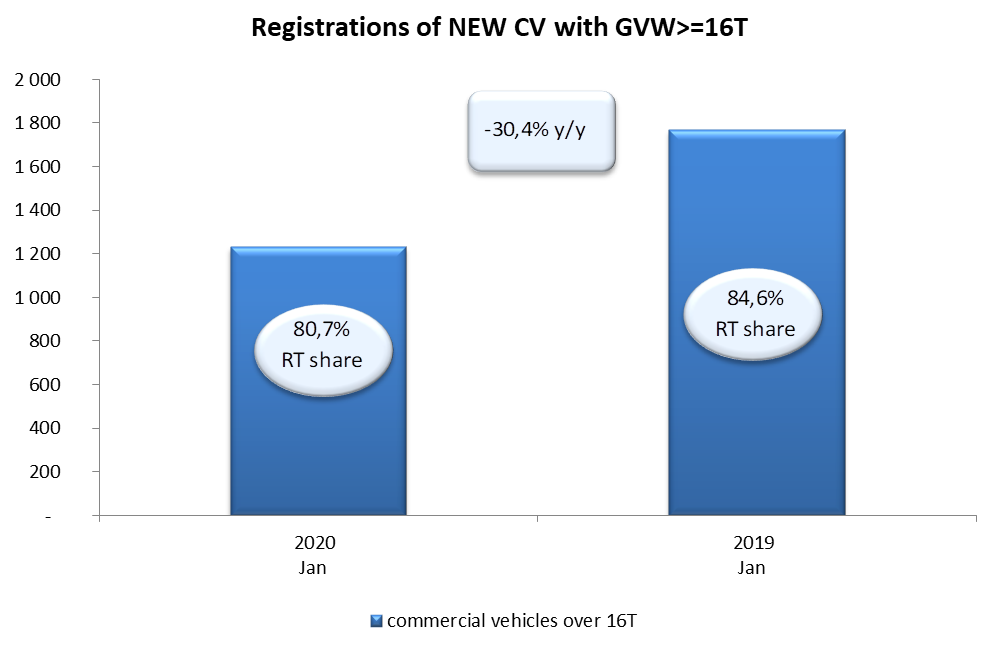 Registrations of NEW CV with GVW>=16T
2 000
1 800
1 600
1 400
1 200
1 000
800
600
400
200
-
-30,4% y/y
80,7%
RT share
84,6%
RT share
2020
Jan
2019
Jan
commercial vehicles over 16T